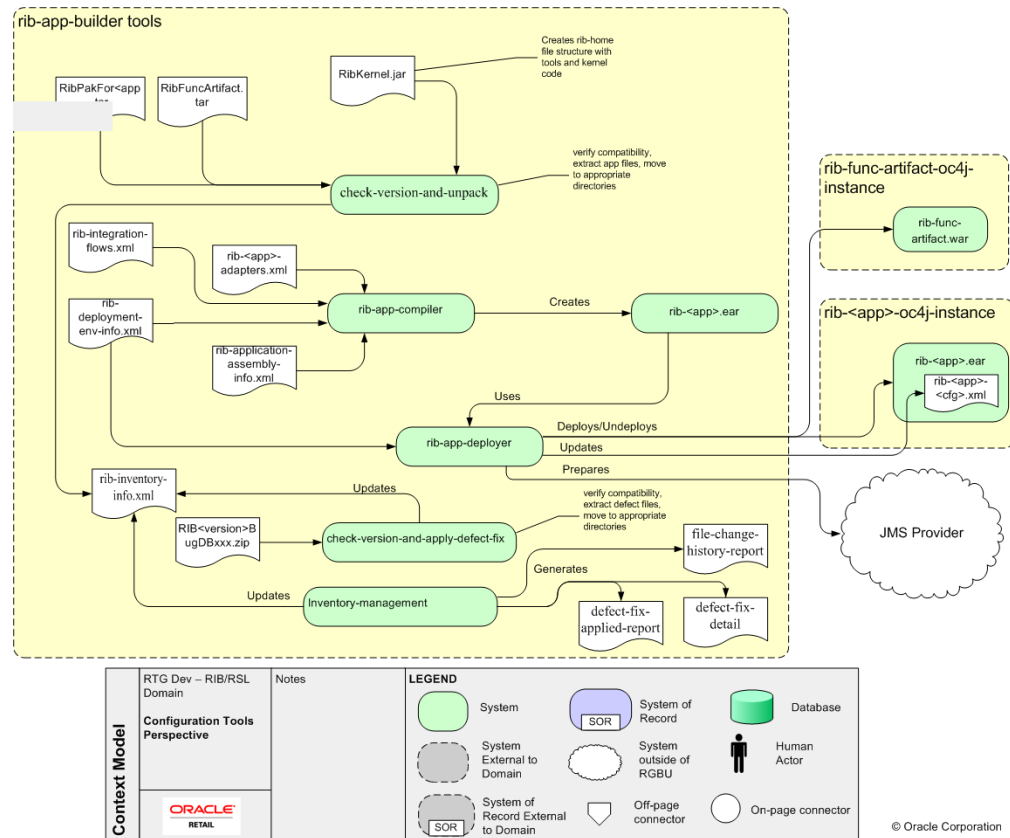 rib-app-builder tools
Creates rib-home
file structure with
tools and kernel
code
RibPakFor<app
RibFuncArtifact.
tar
RibKernel.jar
verify compatibility,
extract app files, move
to appropriate
directories
check-version-and-unpack
rib-func-artifact-oc4j-
instance
rib-func-
artifact.war
rib-integration-
flows.xml
rib-<app>-
adapters.xml
rib-
deployment-
env-info.xml
rib-app-compiler
Creates
rib-<app>.ear
rib-application-
assembly-
info.xml
rib-<app>-oc4j-instance
rib-<app>.ear
rib-<app>-
<cfg>.xml
Uses
rib-app-deployer
Deploys/Undeploys
Updates
Prepares
JMS Provider
rib-inventory-
info.xml
Updates
RIB<version>B
ugDBxxx.zip
check-version-and-apply-defect-fix
verify compatibility,
extract defect files,
move to appropriate
directories
file-change-
history-report
Updates
Inventory-management
Generates
defect-fix-
applied-report
defect-fix-
detail
Context Model
RTG Dev – RIB/RSL
Domain
Configuration Tools
Perspective
ORACLE
RETAIL
Notes
LEGEND
System
SOR
System of
Record
Database
System
External to
Domain
System
outside of
RGBU
Human
Actor
SOR
System of
Record External
to Domain
Off-page
connector
On-page connector
© Oracle Corporation